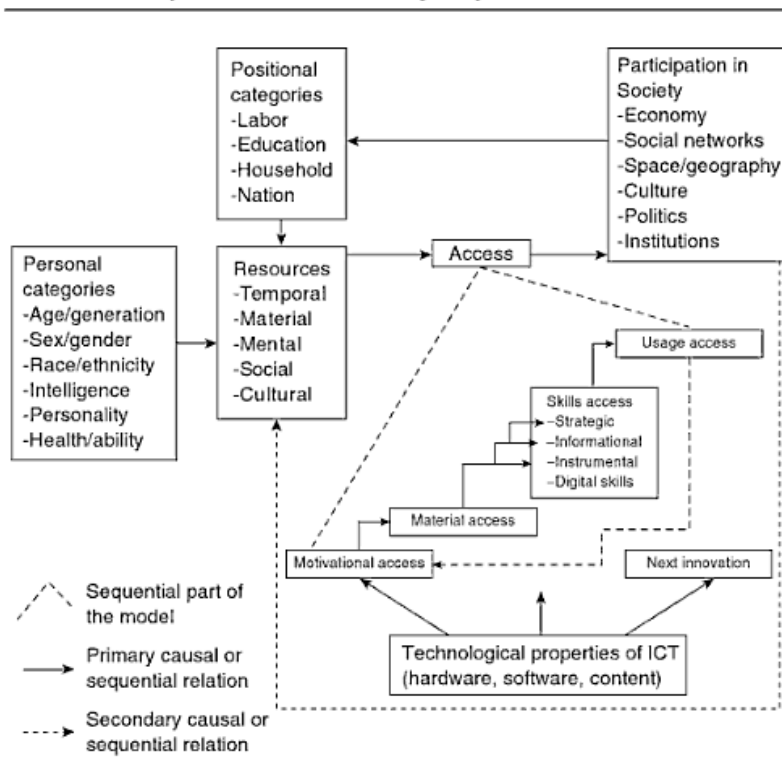 Positional
categories
-Labor
-Education
-Household
-Nation
Participation in
Society
-Economy
-Social networks
-Space/geography
-Culture
-Politics
-Institutions
Personal
categories
-Age/generation
-Sex/gender
-Race/ethnicity
-Intelligence
-Personality
-Health/ability
Resources
-Temporal
-Material
-Mental
-Social
-Cultural
Access
Usage access
Skills access
–Strategic
–Informational
–Instrumental
–Digital skills
Material access
Motivational access
Next innovation
Technological properties of ICT
(hardware, software, content)
Sequential part of
the model
Primary causal or
sequential relation
Secondary causal or
sequential relation